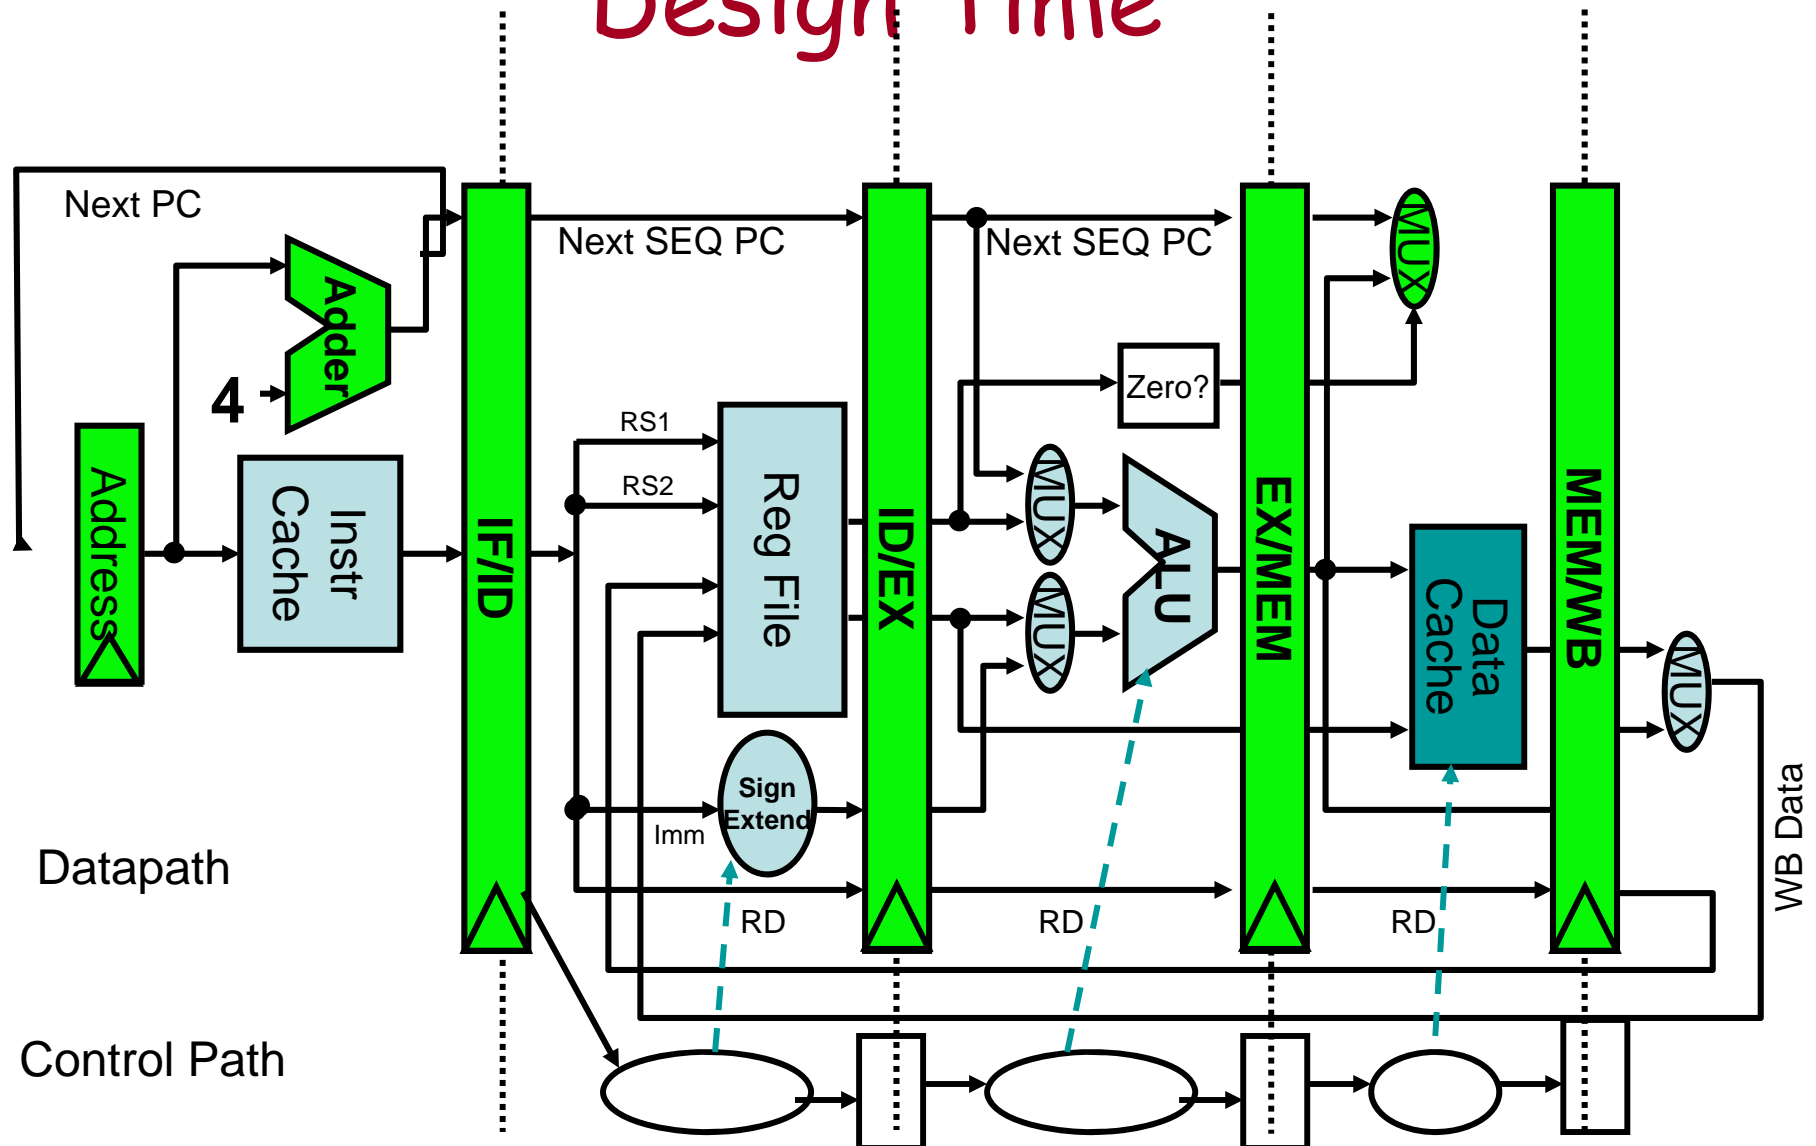 Design Time
Next PC
Next SEQ PC
Next SEQ PC
MUX
Adder
4
Zero?
RS1
RS2
Address
Instr
Cache
IF/ID
Reg File
ID/EX
MUX
MUX
ALU
EX/MEM
Data
Cache
MEM/WB
MUX
Sign
Extend
Imm
WB Data
Datapath
RD
RD
RD
Control Path